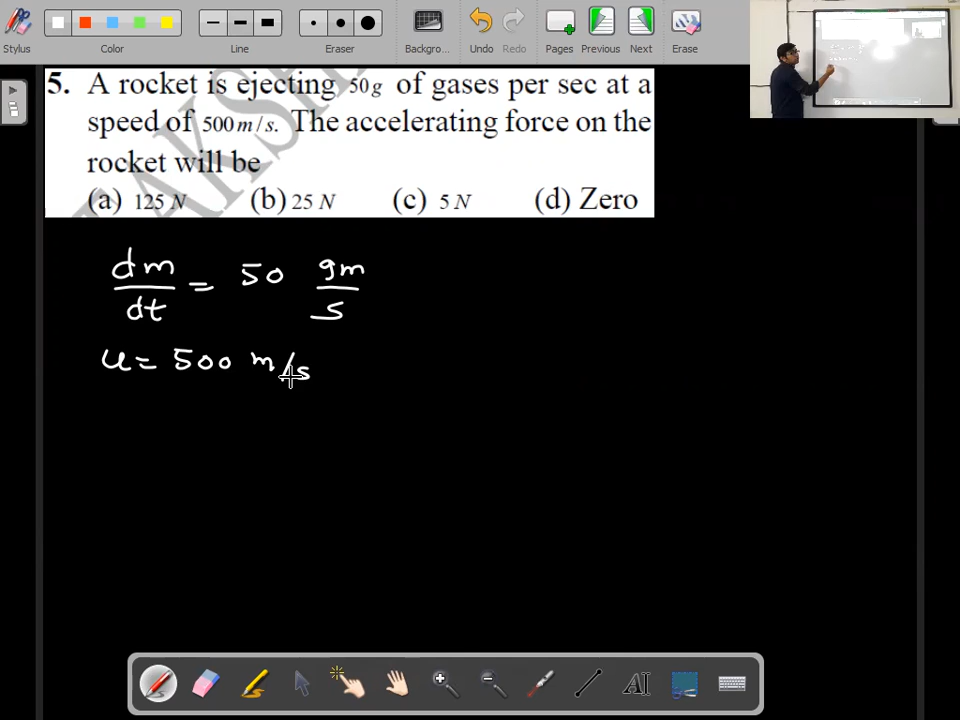 Stylus Color Line Eraser Backgro... Undo Redo Pages Previous Next Erase
5. A rocket is ejecting 50g of gases per sec at a
speed of 500m/s. The accelerating force on the
rocket will be
(a) 125 N (b) 25 N (c) 5 N (d) Zero
dm/dt = 50 gm/s
u = 500 m/s
AI